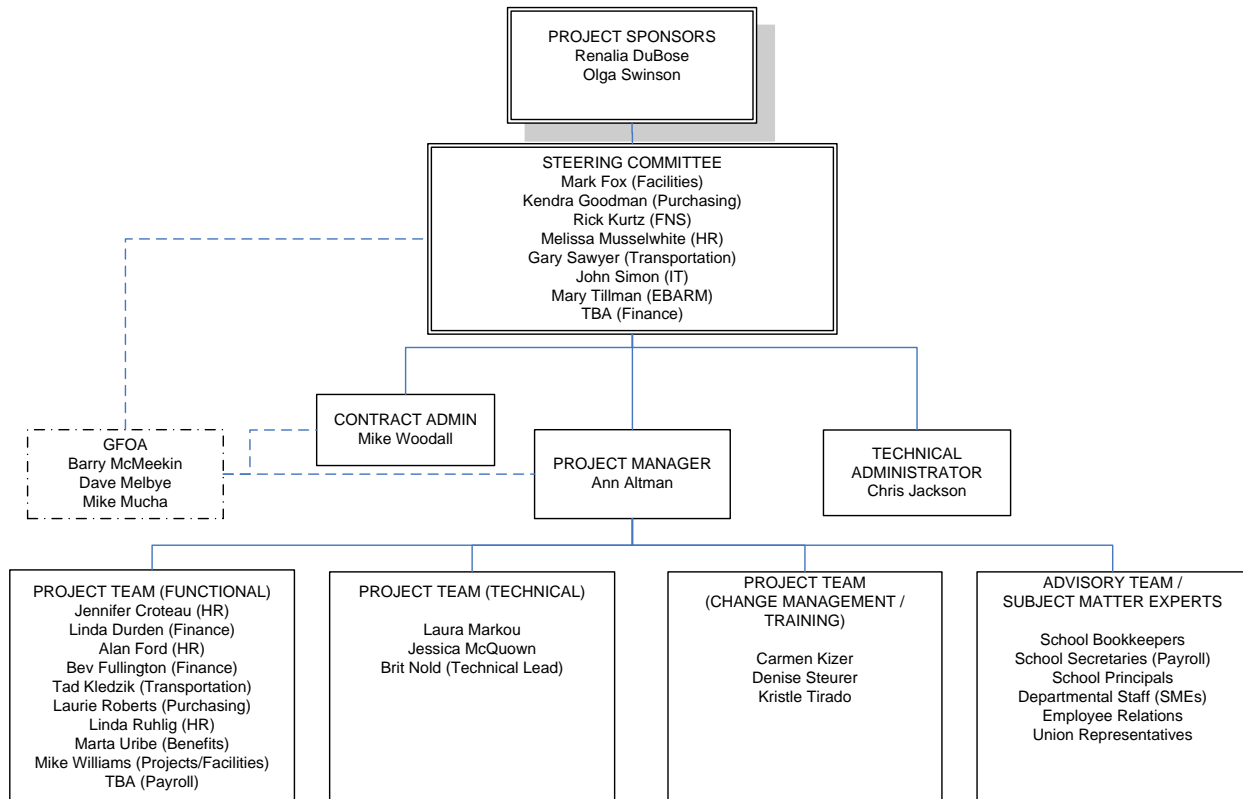 PROJECT SPONSORS
Renalia DuBose
Olga Swinson
STEERING COMMITTEE
Mark Fox (Facilities)
Kendra Goodman (Purchasing)
Rick Kurtz (FNS)
Melissa Musselwhite (HR)
Gary Sawyer (Transportation)
John Simon (IT)
Mary Tillman (EBARM)
TBA (Finance)
CONTRACT ADMIN
Mike Woodall
GFOA
Barry McMeekin
Dave Melbye
Mike Mucha
PROJECT MANAGER
Ann Altman
TECHNICAL
ADMINISTRATOR
Chris Jackson
PROJECT TEAM (FUNCTIONAL)
Jennifer Croteau (HR)
Linda Durden (Finance)
Alan Ford (HR)
Bev Fullington (Finance)
Tad Kledzik (Transportation)
Laurie Roberts (Purchasing)
Linda Ruhlig (HR)
Marta Uribe (Benefits)
Mike Williams (Projects/Facilities)
TBA (Payroll)
PROJECT TEAM (TECHNICAL)
Laura Markou
Jessica McQuown
Brit Nold (Technical Lead)
PROJECT TEAM
(CHANGE MANAGEMENT /
TRAINING)
Carmen Kizer
Denise Steurer
Kristle Tirado
ADVISORY TEAM /
SUBJECT MATTER EXPERTS
School Bookkeepers
School Secretaries (Payroll)
School Principals
Departmental Staff (SMEs)
Employee Relations
Union Representatives